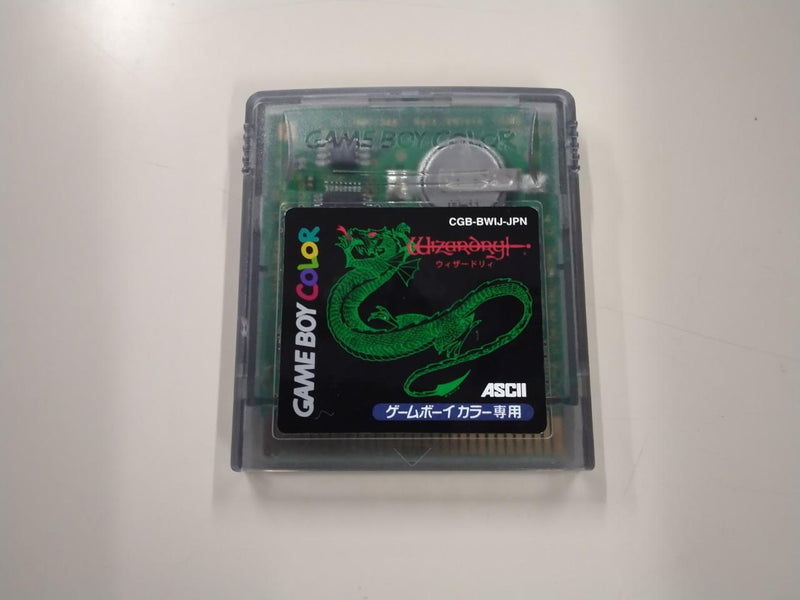 GAME BOY COLOR
CGB-BWIJ-JPN
Wizardry
ウィザードリィ
GAME BOY COLOR
ASCII
ゲームボーイカラー専用